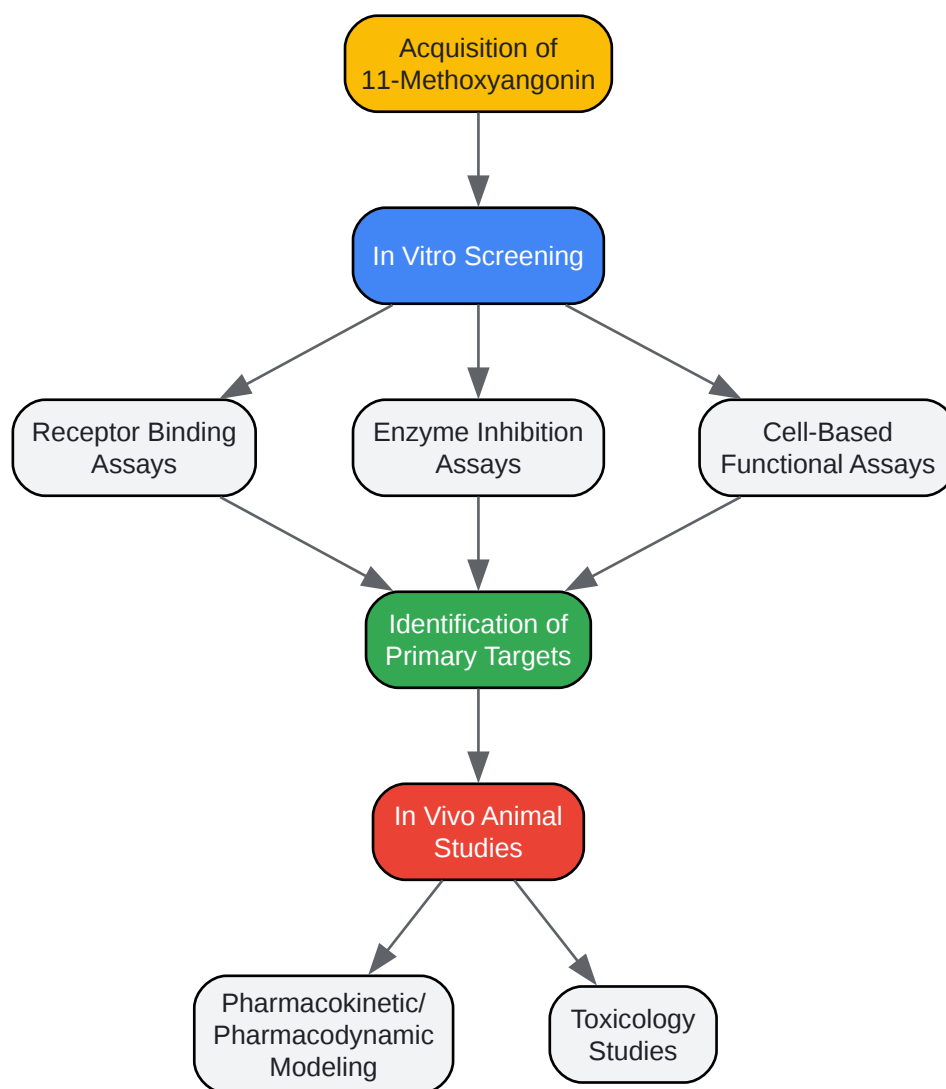 Acquisition of
11-Methoxyangonin
In Vitro Screening
Receptor Binding
Assays
Enzyme Inhibition
Assays
Cell-Based
Functional Assays
Identification of
Primary Targets
In Vivo Animal
Studies
Pharmacokinetic/
Pharmacodynamic
Modeling
Toxicology
Studies